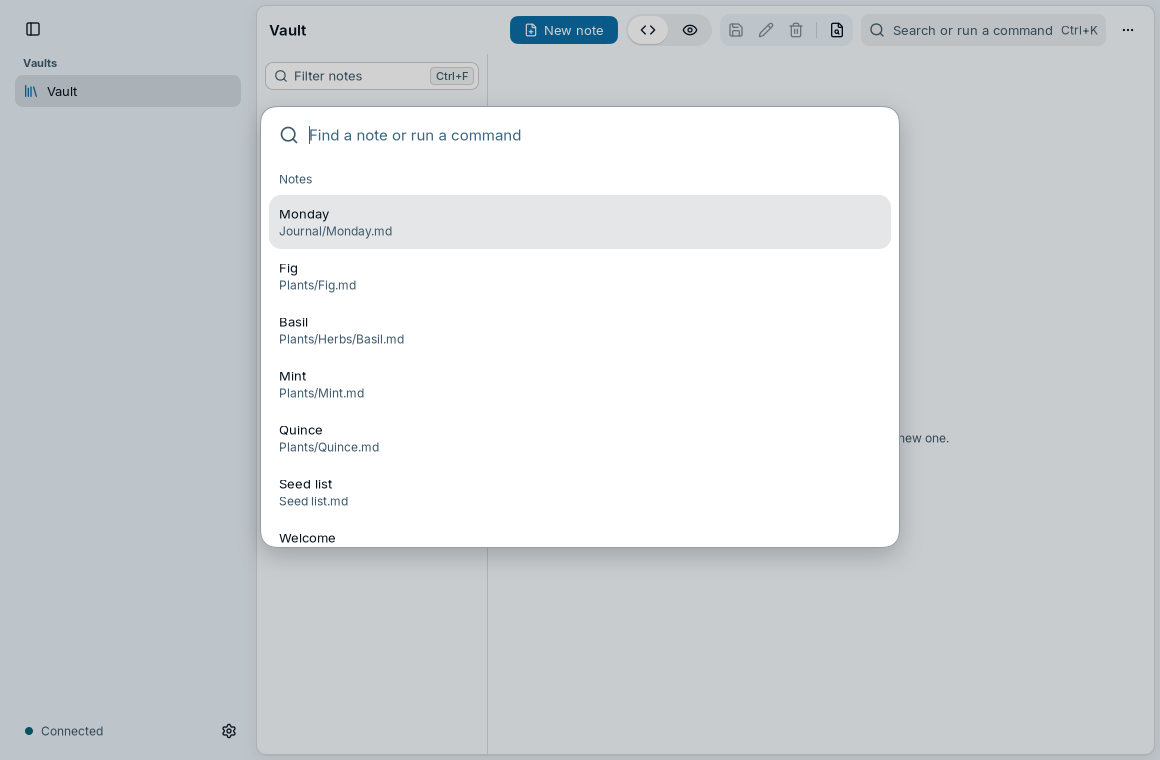 Vault
New note
Search or run a command Ctrl+K
Vaults
Vault
Filter notes Ctrl+F
Find a note or run a command
Notes
Monday
Journal/Monday.md
Fig
Plants/Fig.md
Basil
Plants/Herbs/Basil.md
Mint
Plants/Mint.md
Quince
Plants/Quince.md
new one.
Seed list
Seed list.md
Welcome
Connected